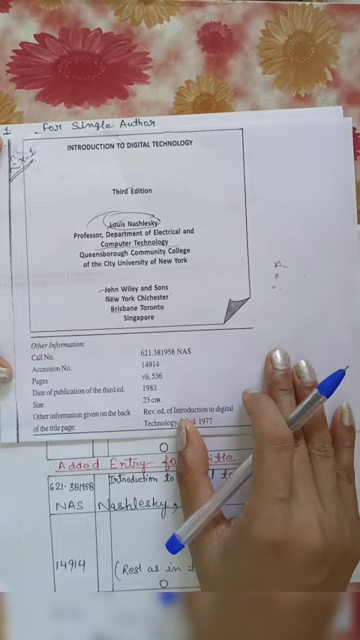 1 - For Single Author
Ex-1
INTRODUCTION TO DIGITAL TECHNOLOGY
Third Edition
Louis Nashlesky
Professor, Department of Electrical and
Computer Technology
Queensborough Community College
of the City University of New York
John Wiley and Sons
New York Chichester
Brisbane Toronto
Singapore
Other Information:
Call No. 621.381958 NAS
Accession No. 14914
Pages vii, 536
Date of publication of the third ed. 1983
Size 23 cm.
Other information given on the back Rev. ed, of Introduction to digital
of the title page: Technology 1977
Added Entry
621.381958 Introduction to
NAS Nashlesky,
14914 (Rest as in